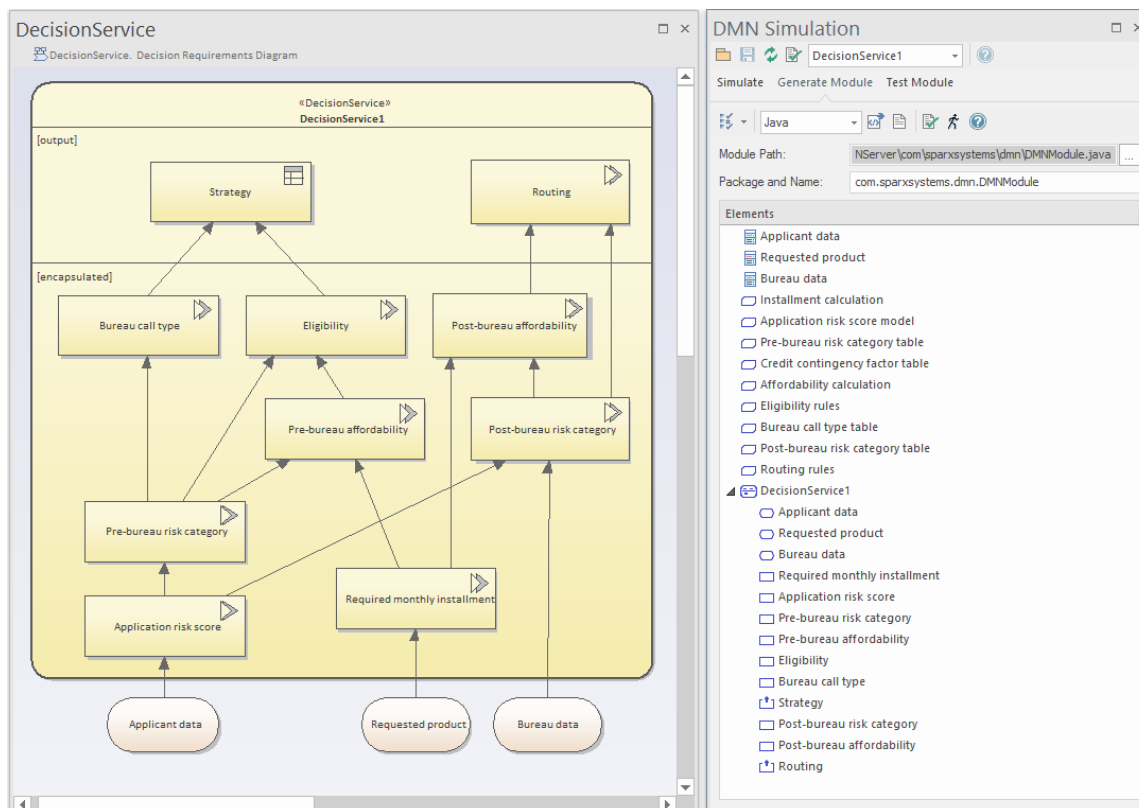 DecisionService
DecisionService. Decision Requirements Diagram
«DecisionService»
DecisionService1
[output]
Strategy
Routing
[encapsulated]
Bureau call type
Eligibility
Post-bureau affordability
Pre-bureau affordability
Post-bureau risk category
Pre-bureau risk category
Required monthly installment
Application risk score
Applicant data
Requested product
Bureau data
DMN Simulation
DecisionService1
Simulate Generate Module Test Module
Java
Module Path: NServer\com\sparxsystems\dmn\DMNModule.java ...
Package and Name: com.sparxsystems.dmn.DMNModule
Elements
Applicant data
Requested product
Bureau data
Installment calculation
Application risk score model
Pre-bureau risk category table
Credit contingency factor table
Affordability calculation
Eligibility rules
Bureau call type table
Post-bureau risk category table
Routing rules
DecisionService1
Applicant data
Requested product
Bureau data
Required monthly installment
Application risk score
Pre-bureau risk category
Pre-bureau affordability
Eligibility
Bureau call type
Strategy
Post-bureau risk category
Post-bureau affordability
Routing